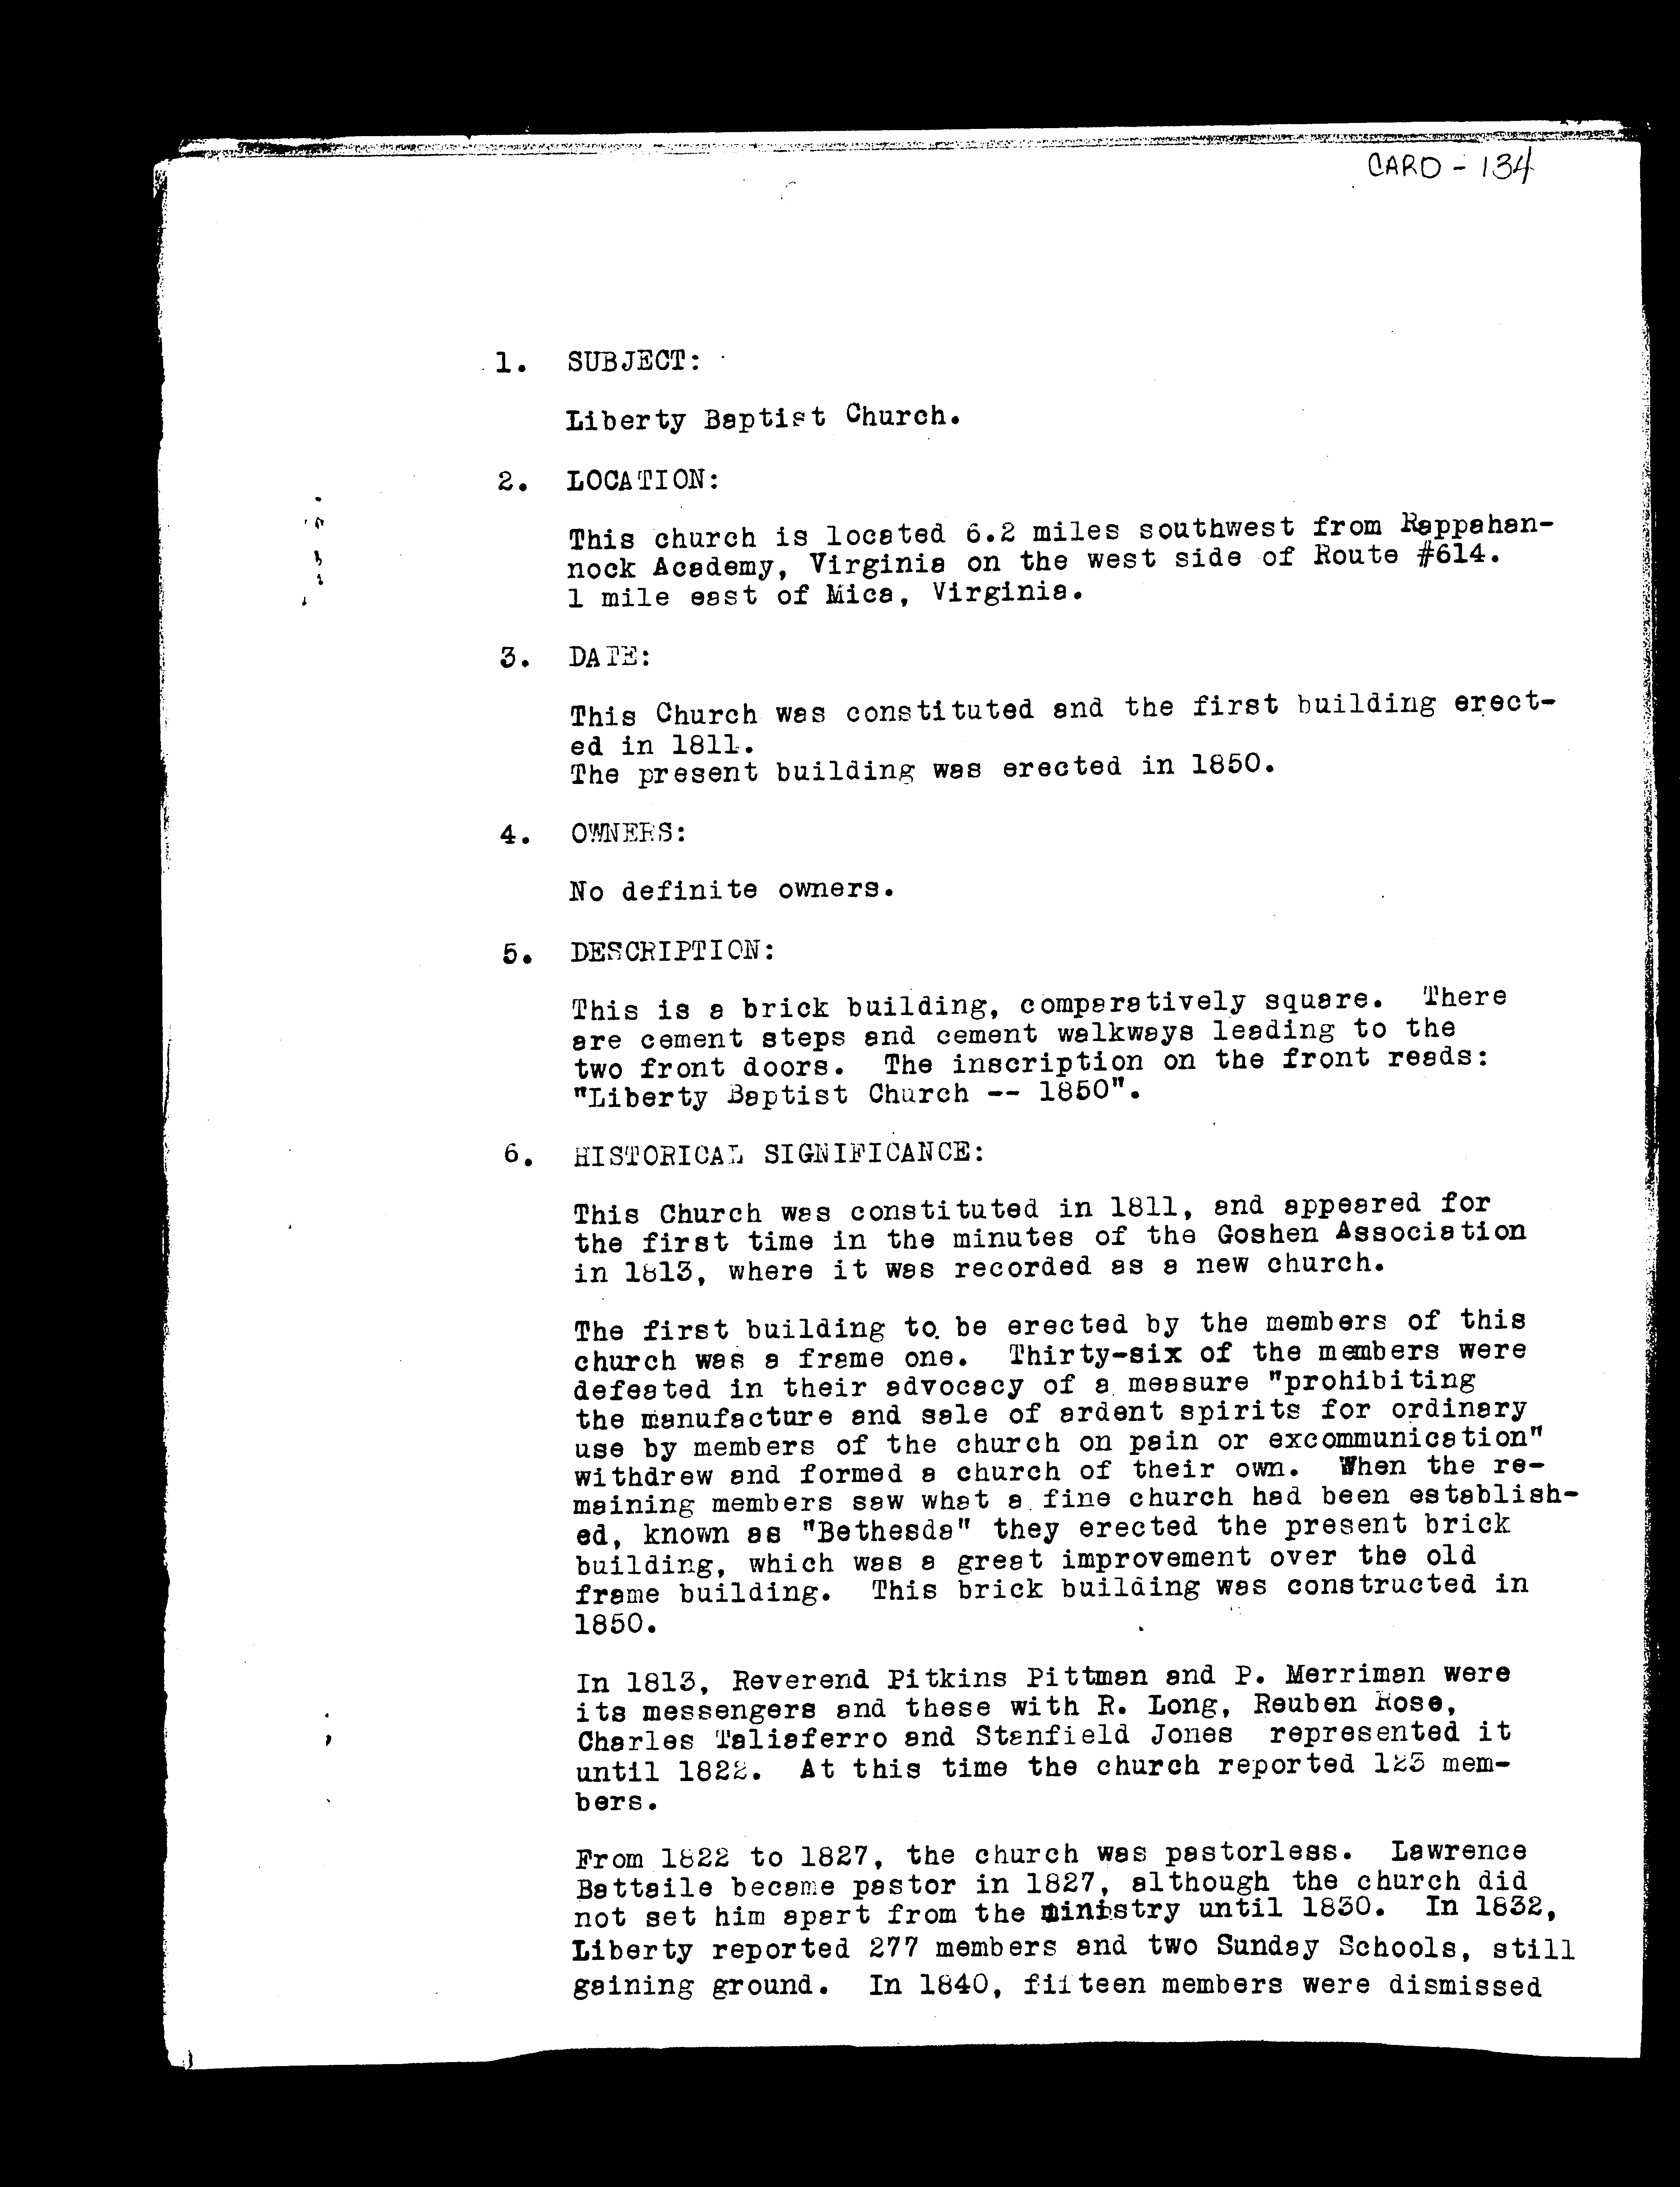 CARO - 134
1. SUBJECT:
Liberty Baptist Church.
2. LOCATION:
This church is located 6.2 miles southwest from Rappahan-
nock Academy, Virginia on the west side of Route #614.
1 mile east of Mica, Virginia.
3. DATE:
This Church was constituted and the first building erect-
ed in 1811.
The present building was erected in 1850.
4. OWNERS:
No definite owners.
5. DESCRIPTION:
This is a brick building, comparatively square. There
are cement steps and cement walkways leading to the
two front doors. The inscription on the front reads:
"Liberty Baptist Church -- 1850".
6. HISTORICAL SIGNIFICANCE:
This Church was constituted in 1811, and appeared for
the first time in the minutes of the Goshen Association
in 1813, where it was recorded as a new church.
The first building to be erected by the members of this
church was a frame one. Thirty-six of the members were
defeated in their advocacy of a measure "prohibiting
the manufacture and sale of ardent spirits for ordinary
use by members of the church on pain or excommunication"
withdrew and formed a church of their own. When the re-
maining members saw what a fine church had been establish-
ed, known as "Bethesda" they erected the present brick
building, which was a great improvement over the old
frame building. This brick building was constructed in
1850.
In 1813, Reverend Pitkins Pittman and P. Merriman were
its messengers and these with R. Long, Reuben Rose,
Charles Taliaferro and Stanfield Jones represented it
until 1822. At this time the church reported 123 mem-
bers.
From 1822 to 1827, the church was pastorless. Lawrence
Battaile became pastor in 1827, although the church did
not set him apart from the ministry until 1830. In 1832,
Liberty reported 277 members and two Sunday Schools, still
gaining ground. In 1840, fifteen members were dismissed